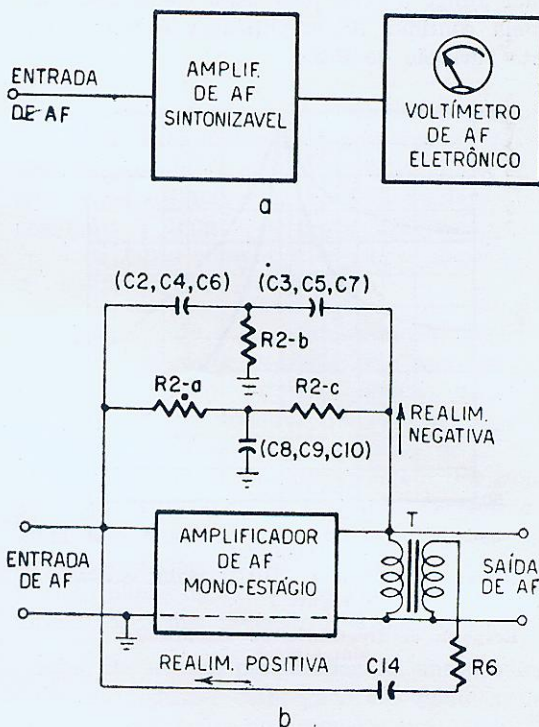 ENTRADA
DE AF
AMPLIF.
DE AF
SINTONIZAVEL
VOLTÍMETRO
DE AF
ELETRÔNICO
a
(C2, C4, C6)
(C3, C5, C7)
R2-b
R2-a
R2-c
(C8, C9, C10)
REALIM.
NEGATIVA
ENTRADA
DE AF
AMPLIFICADOR
DE AF
MONO-ESTÁGIO
T
SAÍDA
DE AF
REALIM. POSITIVA
C14
R6
b